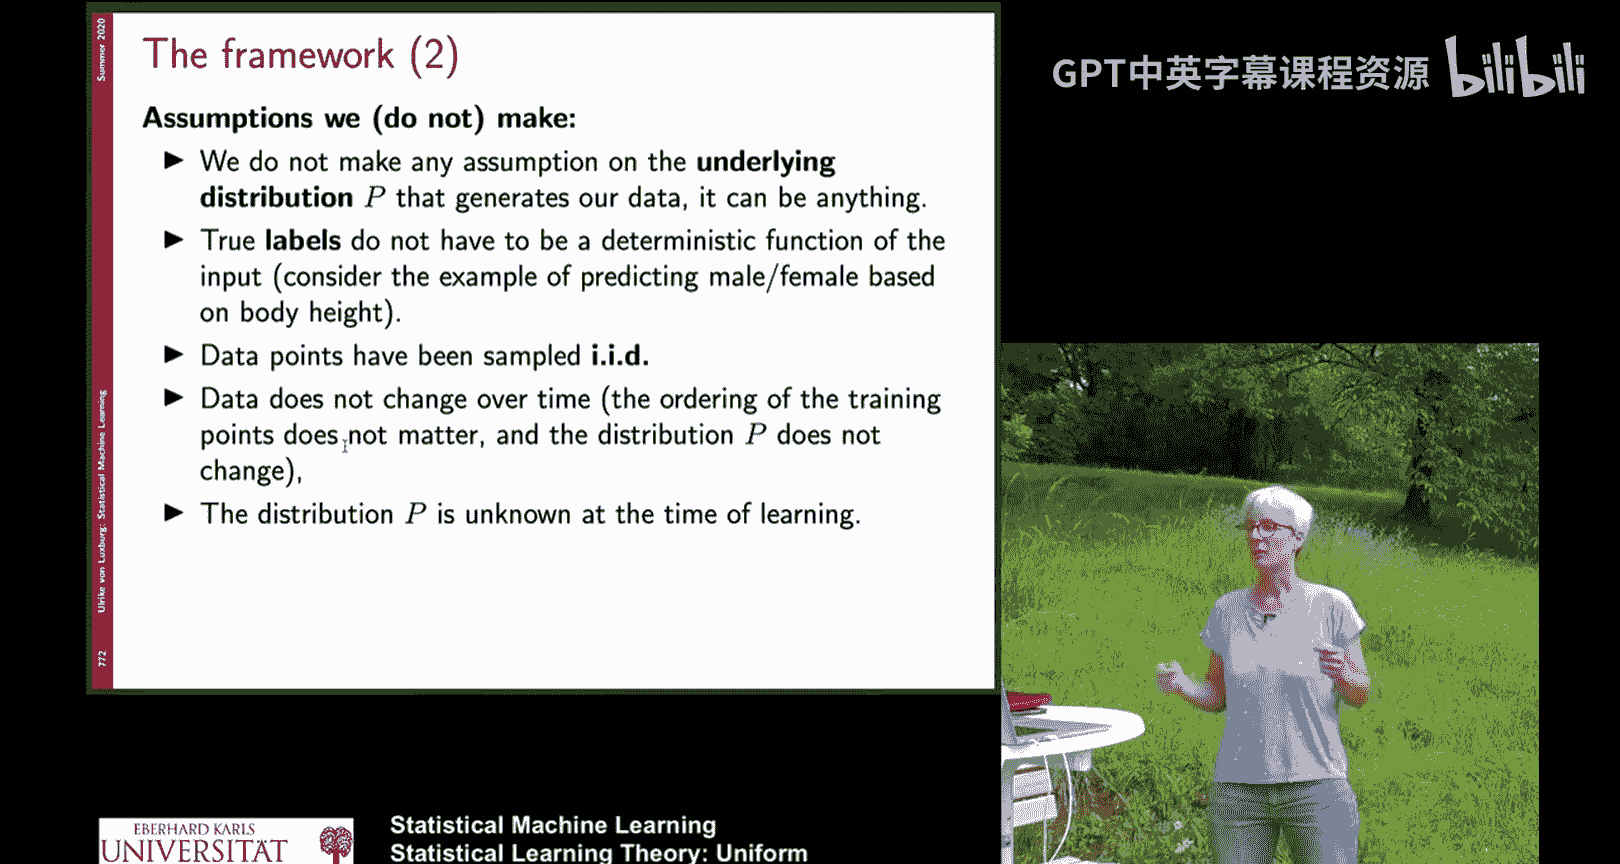 The framework (2)
Assumptions we (do not) make:
▶ We do not make any assumption on the underlying
distribution P that generates our data, it can be anything.
▶ True labels do not have to be a deterministic function of the
input (consider the example of predicting male/female based
on body height).
▶ Data points have been sampled i.i.d.
▶ Data does not change over time (the ordering of the training
points does not matter, and the distribution P does not
change),
▶ The distribution P is unknown at the time of learning.
Summer 2020
Ulrike von Luxburg: Statistical Machine Learning
772
GPT中英字幕课程资源
bilibili
EBERHARD KARLS
UNIVERSITÄT
Statistical Machine Learning
Statistical Learning Theory: Uniform